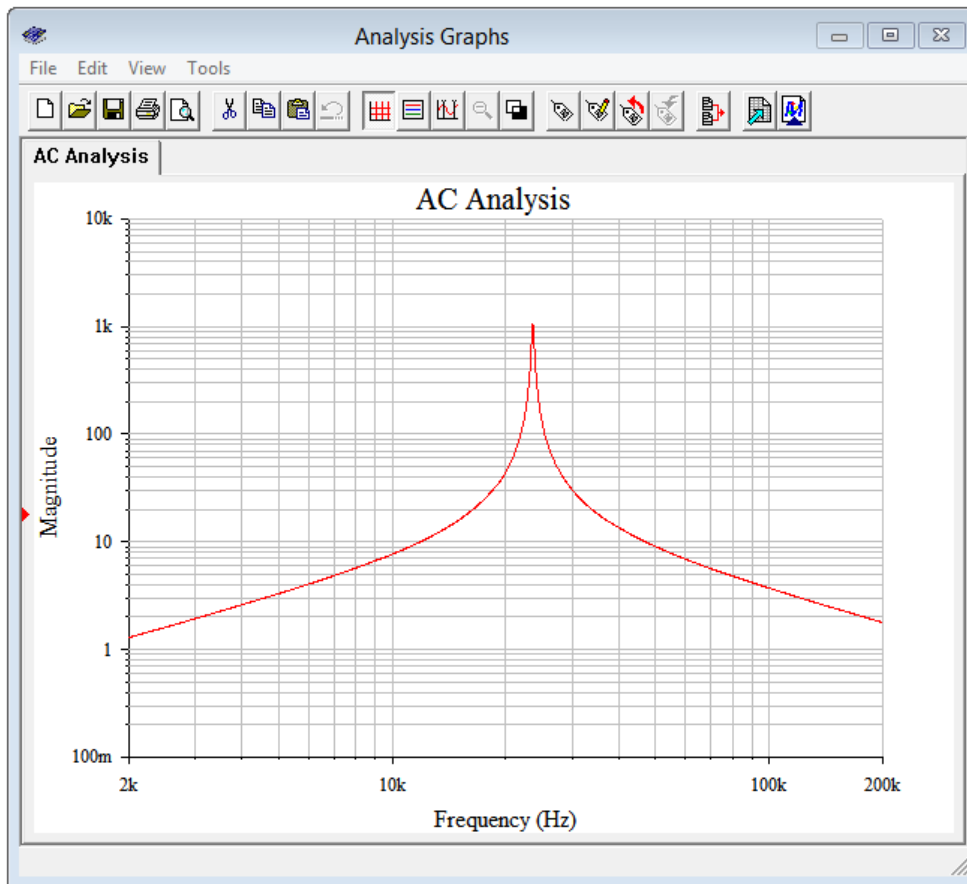 Analysis Graphs
File Edit View Tools
AC Analysis
AC Analysis
10k
1k
100
10
1
100m
Magnitude
2k 10k 100k 200k
Frequency (Hz)